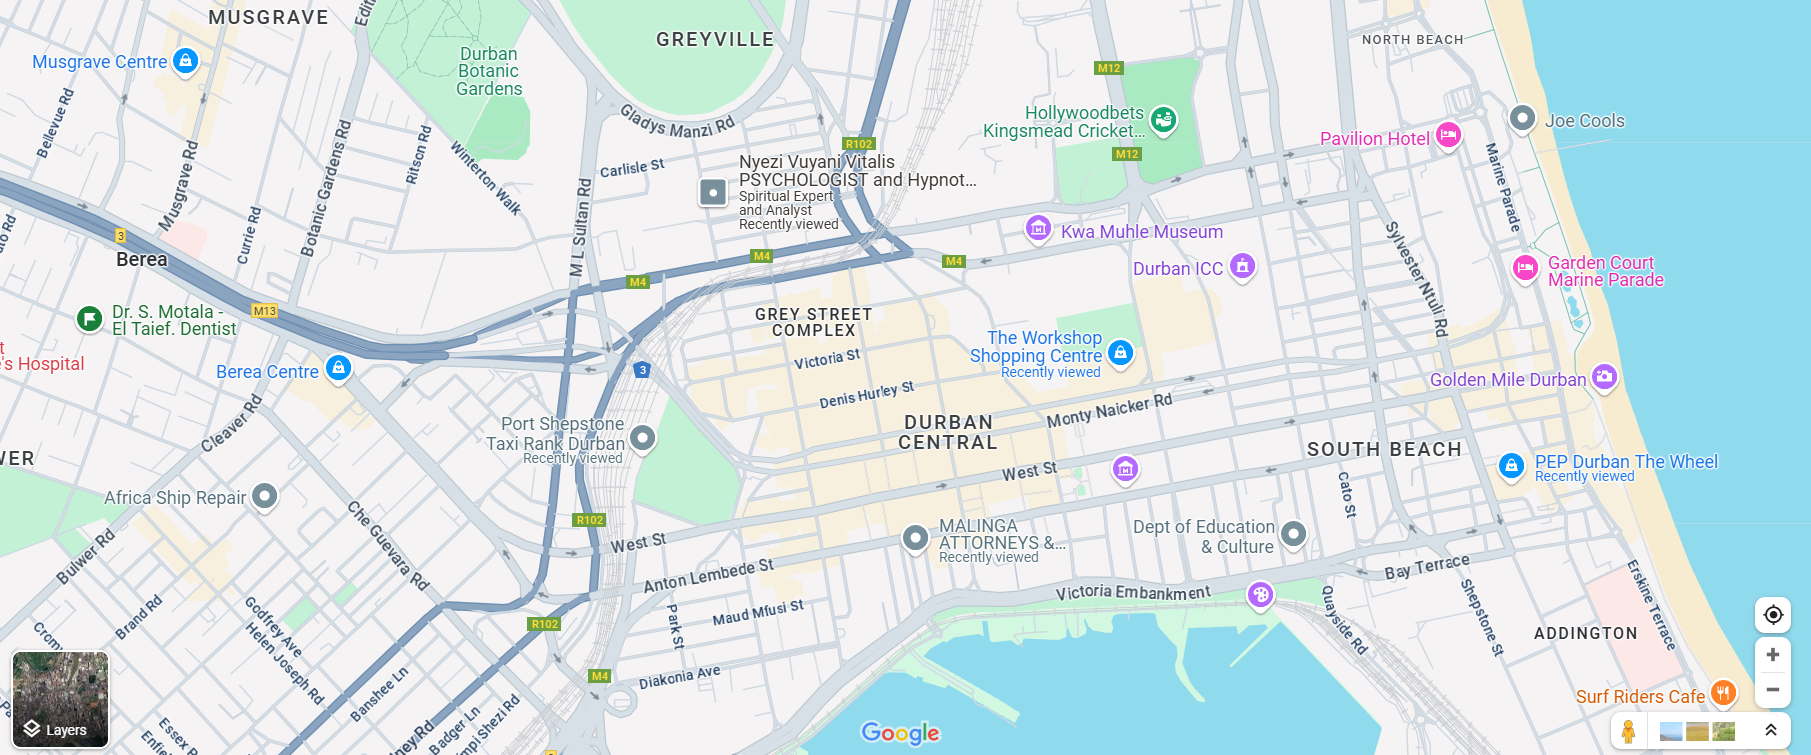 MUSGRAVE
Musgrave Centre
Bellevue Rd
Musgrave Rd
Durban
Botanic
Gardens
GREYVILLE
Gladys Manzi Rd
M12
Hollywoodbets
Kingsmead Cricket...
M12
NORTH BEACH
Joe Cools
Pavilion Hotel
Marine Parade
R102
Nyezi Vuyani Vitalis
PSYCHOLOGIST and Hypnot...
Spiritual Expert
and Analyst
Recently viewed
Carlisle St
Winterton Walk
Ritson Rd
Botanic Gardens Rd
Currie Rd
M L Sultan Rd
3
Berea
M13
M4
M4
M4
Kwa Muhle Museum
Durban ICC
Sylvester Ntuli Rd
Garden Court
Marine Parade
Dr. S. Motala -
El Taief. Dentist
's Hospital
Berea Centre
GREY STREET
COMPLEX
Victoria St
Denis Hurley St
The Workshop
Shopping Centre
Recently viewed
3
Golden Mile Durban
Monty Naicker Rd
DURBAN
CENTRAL
Port Shepstone
Taxi Rank Durban
Recently viewed
Cleaver Rd
SOUTH BEACH
PEP Durban The Wheel
Recently viewed
West St
Cato St
Africa Ship Repair
Che Guevara Rd
R102
West St
MALINGA
ATTORNEYS &...
Recently viewed
Dept of Education
& Culture
Bulwer Rd
Anton Lembede St
Victoria Embankment
Bay Terrace
Erskine Terrace
Shepstone St
Quayside Rd
Maud Mfusi St
Park St
Brand Rd
Godfrey Ave
Helen Joseph Rd
R102
ADDINGTON
Diakonia Ave
M4
Banshee Ln
Badger Ln
Essex R
Surf Riders Cafe
Layers
Google